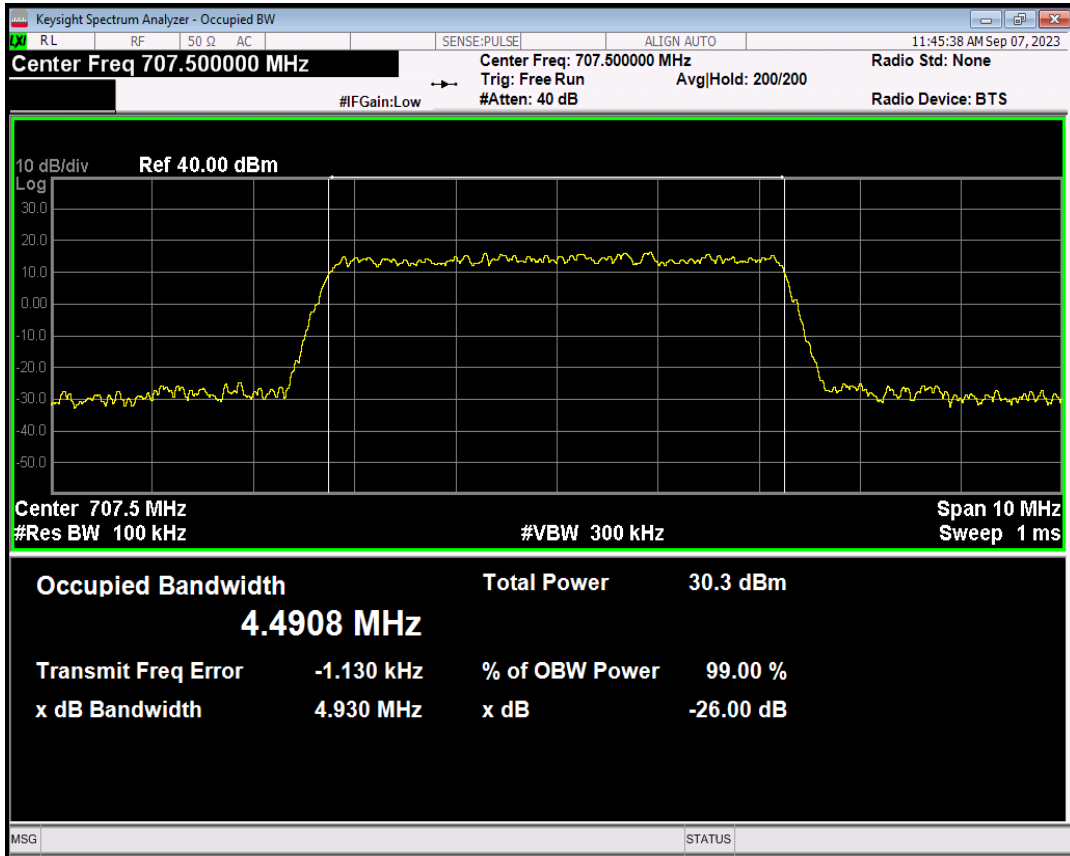 Keysight Spectrum Analyzer - Occupied BW
LXI RL RF 50 Ω AC SENSE:PULSE ALIGN AUTO 11:45:38 AM Sep 07, 2023
Center Freq 707.500000 MHz Center Freq: 707.500000 MHz Radio Std: None
Trig: Free Run Avg|Hold: 200/200
#IFGain:Low #Atten: 40 dB Radio Device: BTS
10 dB/div Ref 40.00 dBm
Log
30.0
20.0
10.0
0.00
-10.0
-20.0
-30.0
-40.0
-50.0
Center 707.5 MHz Span 10 MHz
#Res BW 100 kHz #VBW 300 kHz Sweep 1 ms
Occupied Bandwidth Total Power 30.3 dBm
4.4908 MHz
Transmit Freq Error -1.130 kHz % of OBW Power 99.00 %
x dB Bandwidth 4.930 MHz x dB -26.00 dB
MSG STATUS